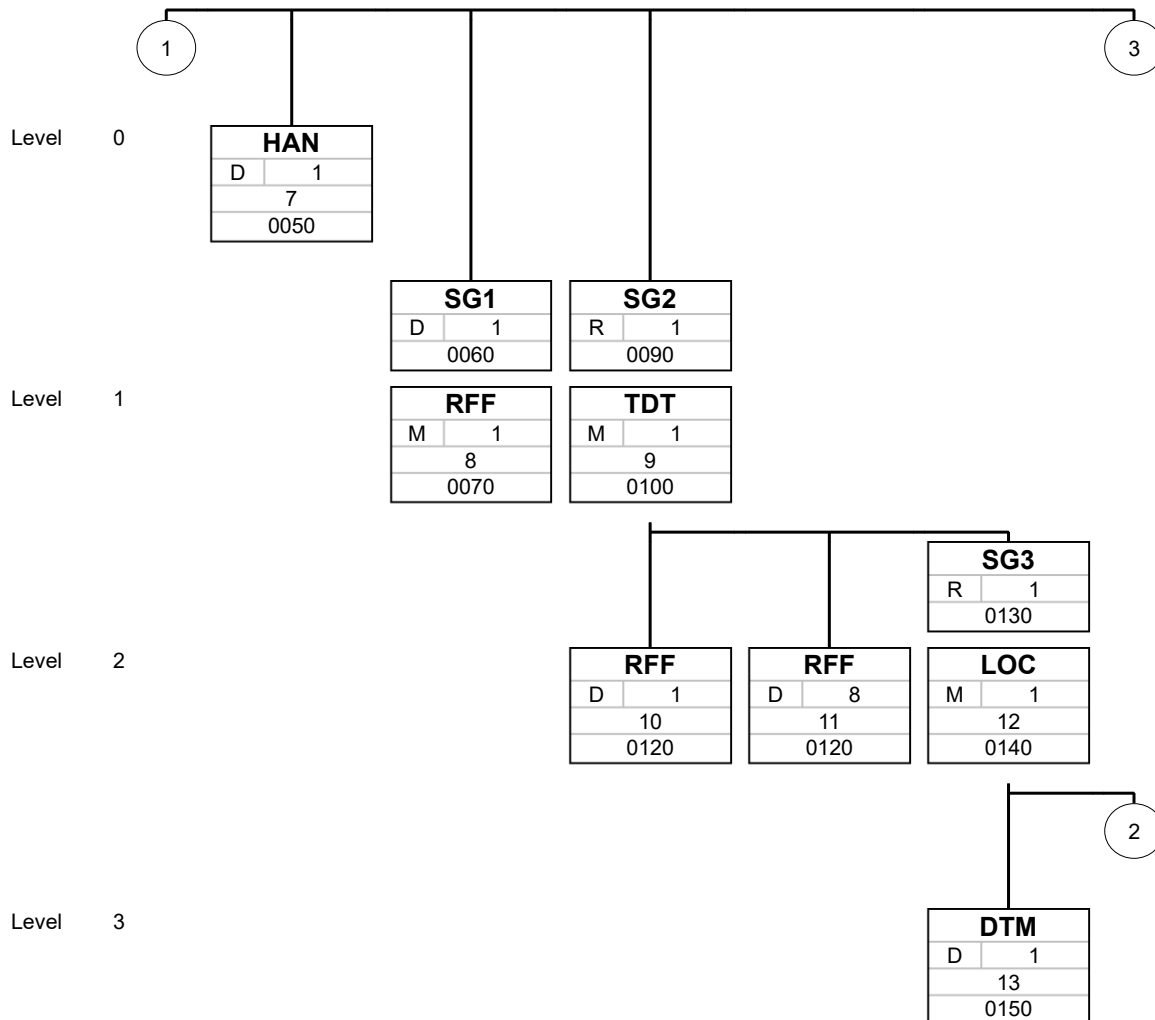 1
3
Level 0
HAN
D 1
7
0050
SG1
D 1
0060
SG2
R 1
0090
Level 1
RFF
M 1
8
0070
TDT
M 1
9
0100
SG3
R 1
0130
Level 2
RFF
D 1
10
0120
RFF
D 8
11
0120
LOC
M 1
12
0140
2
Level 3
DTM
D 1
13
0150